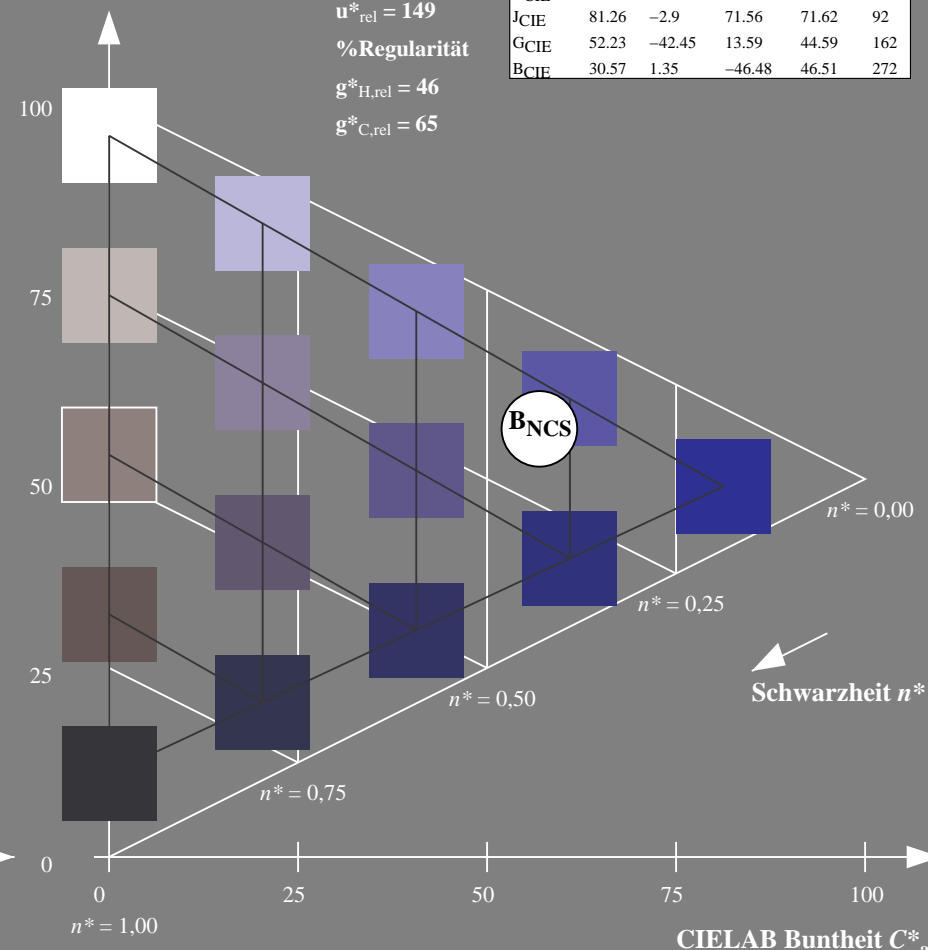 u*rel = 149
%Regularität
g*H,rel = 46
g*C,rel = 65
JCIE 81.26 −2.9 71.56 71.62 92
GCIE 52.23 −42.45 13.59 44.59 162
BCIE 30.57 1.35 −46.48 46.51 272
100
75
BNCS
50
n* = 0,00
n* = 0,25
25
Schwarzheit n*
n* = 0,50
n* = 0,75
0
0 25 50 75 100
n* = 1,00
CIELAB Buntheit C*a